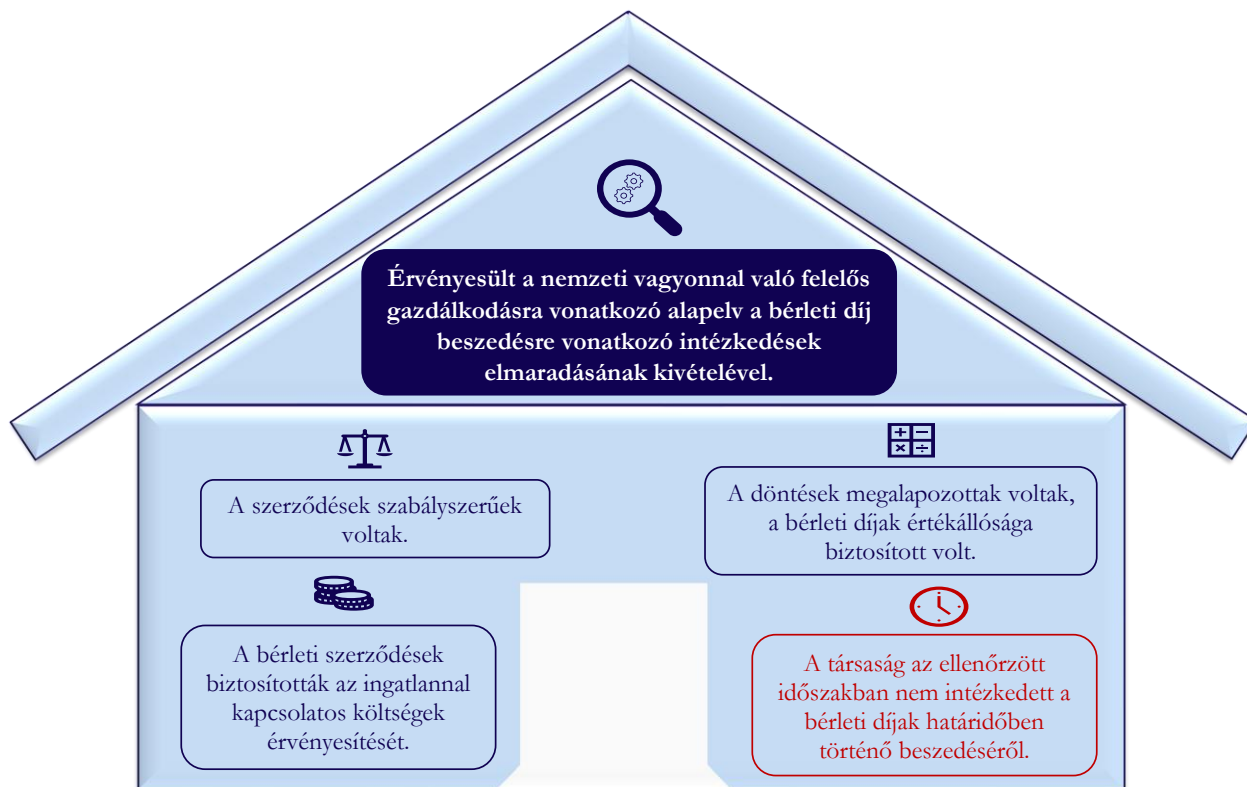 Érvényesült a nemzeti vagyonnal való felelős
gazdálkodásra vonatkozó alapelv a bérleti díj
beszedésre vonatkozó intézkedések
elmaradásának kivételével.
A szerződések szabályszerűek
voltak.
A döntések megalapozottak voltak,
a bérleti díjak értékállósága
biztosított volt.
A bérleti szerződések
biztosították az ingatlannal
kapcsolatos költségek
érvényesítését.
A társaság az ellenőrzött
időszakban nem intézkedett a
bérleti díjak határidőben
történő beszedéséről.